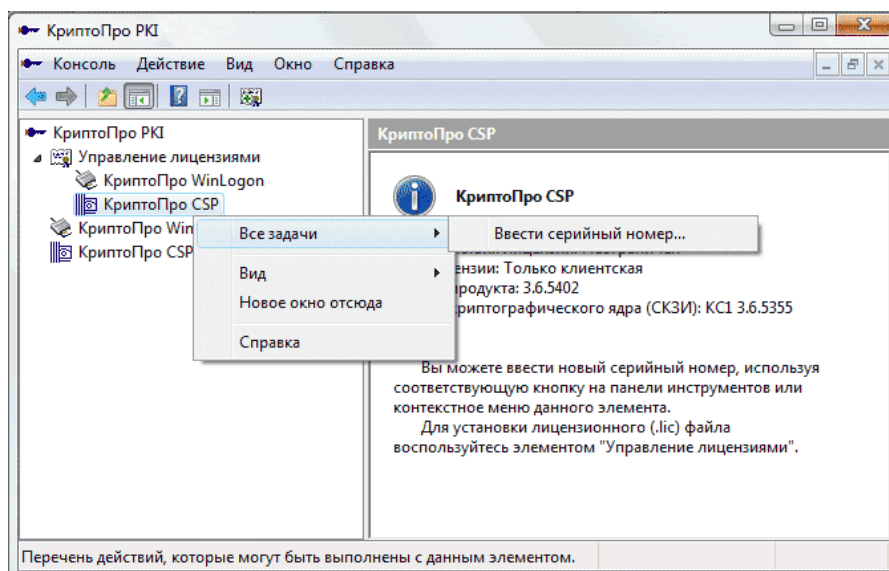 КриптоПро PKI
Консоль Действие Вид Окно Справка
КриптоПро PKI
Управление лицензиями
КриптоПро WinLogon
КриптоПро CSP
КриптоПро Win
КриптоПро CSP
Все задачи
Вид
Новое окно отсюда
Справка
Ввести серийный номер...
КриптоПро CSP
КриптоПро CSP
ензии: Только клиентская
родукта: 3.6.5402
риптографического ядра (СКЗИ): КС1 3.6.5355
Вы можете ввести новый серийный номер, используя
соответствующую кнопку на панели инструментов или
контекстное меню данного элемента.
Для установки лицензионного (.lic) файла
воспользуйтесь элементом "Управление лицензиями".
Перечень действий, которые могут быть выполнены с данным элементом.